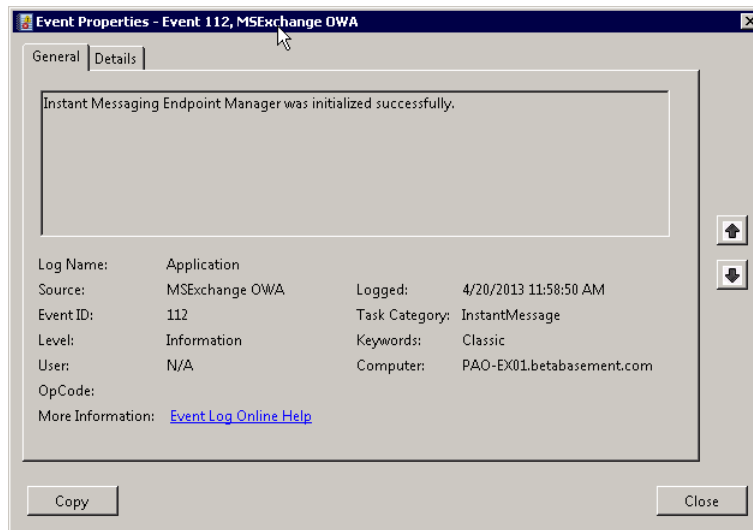 Event Properties - Event 112, MSExchange OWA
General Details
Instant Messaging Endpoint Manager was initialized successfully.
Log Name: Application
Source: MSExchange OWA Logged: 4/20/2013 11:58:50 AM
Event ID: 112 Task Category: InstantMessage
Level: Information Keywords: Classic
User: N/A Computer: PAO-EX01.betabasement.com
OpCode:
More Information: Event Log Online Help
Copy Close